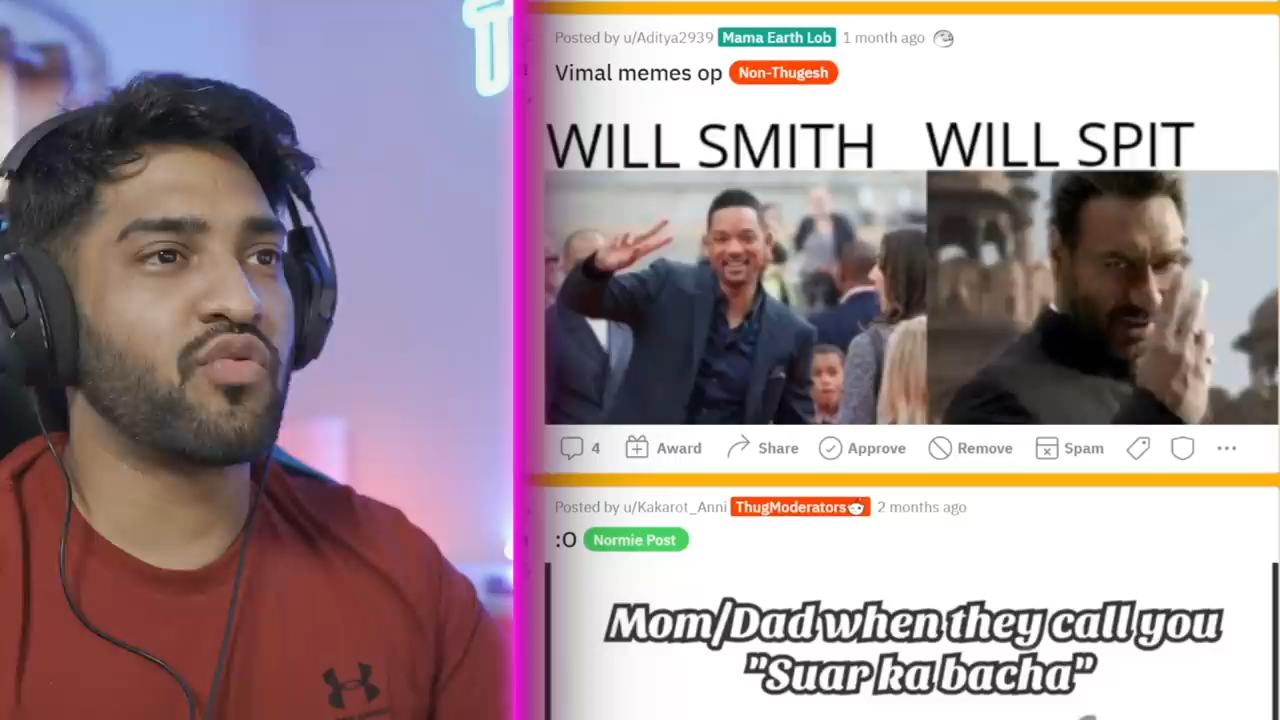 Posted by u/Aditya2939 Mama Earth Lob 1 month ago
Vimal memes op Non-Thugesh
WILL SMITH WILL SPIT
4 Award Share Approve Remove Spam
Posted by u/Kakarot_Anni ThugModerators 2 months ago
:O Normie Post
Mom/Dad when they call you
"Suar ka bacha"